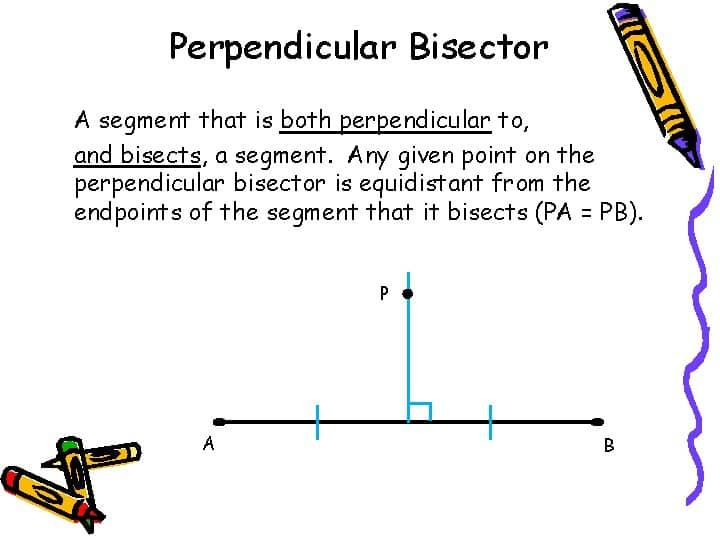 Perpendicular Bisector
A segment that is both perpendicular to,
and bisects, a segment. Any given point on the
perpendicular bisector is equidistant from the
endpoints of the segment that it bisects (PA = PB).
P
A
B